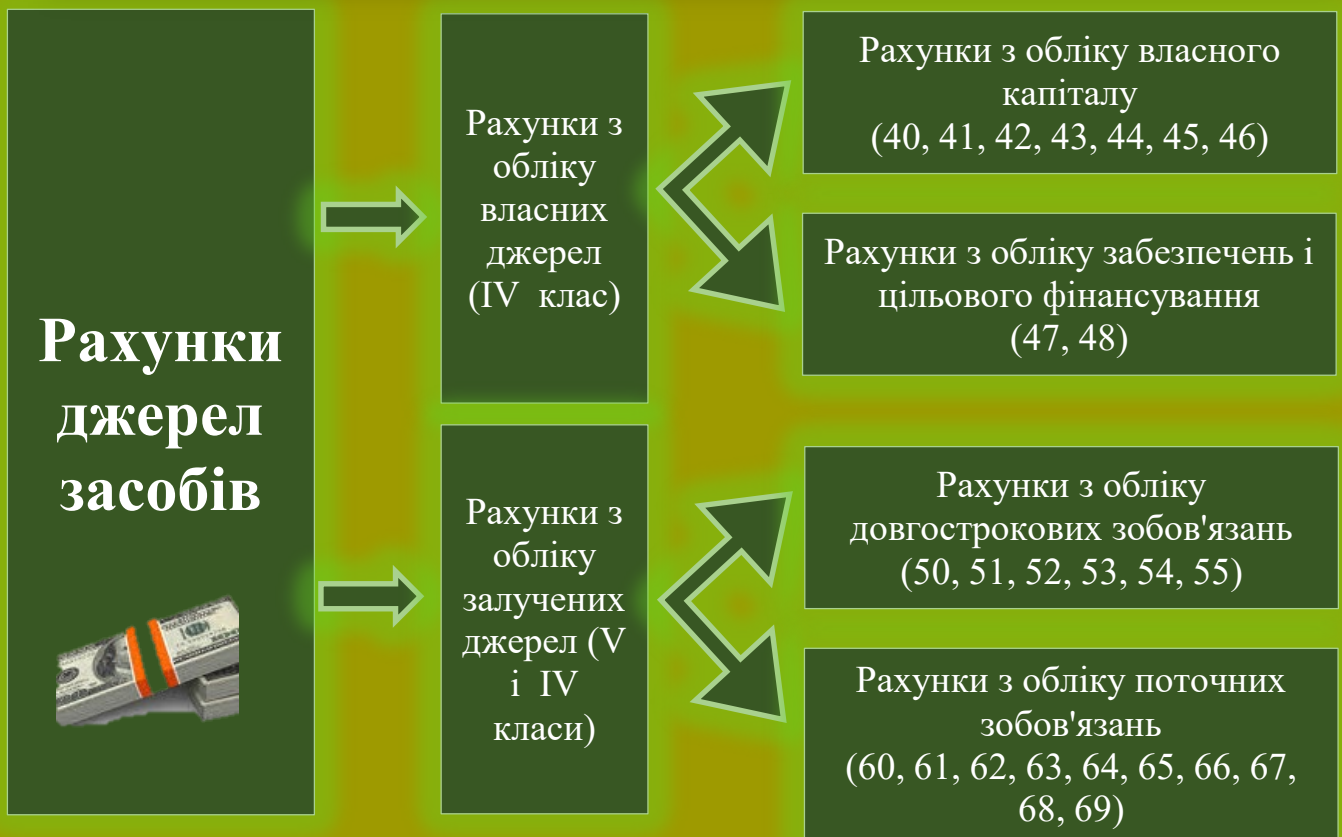 Рахунки
джерел
засобів
Рахунки з
обліку
власних
джерел
(IV клас)
Рахунки з обліку власного
капіталу
(40, 41, 42, 43, 44, 45, 46)
Рахунки з обліку забезпечень і
цільового фінансування
(47, 48)
Рахунки з
обліку
залучених
джерел (V
і IV
класи)
Рахунки з обліку
довгострокових зобов'язань
(50, 51, 52, 53, 54, 55)
Рахунки з обліку поточних
зобов'язань
(60, 61, 62, 63, 64, 65, 66, 67,
68, 69)